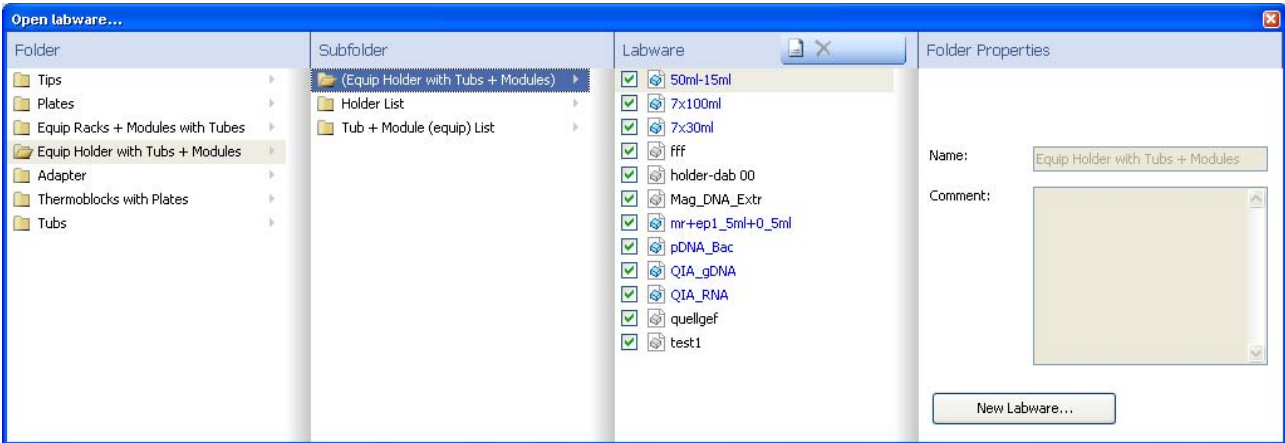 Open labware...
Folder
Tips
Plates
Equip Racks + Modules with Tubes
Equip Holder with Tubs + Modules
Adapter
Thermoblocks with Plates
Tubs
Subfolder
(Equip Holder with Tubs + Modules)
Holder List
Tub + Module (equip) List
Labware
50ml-15ml
7x100ml
7x30ml
fff
holder-dab 00
Mag_DNA_Extr
mr+ep1_5ml+0_5ml
pDNA_Bac
QIA_gDNA
QIA_RNA
quellgef
test1
Folder Properties
Name:
Equip Holder with Tubs + Modules
Comment:
New Labware...